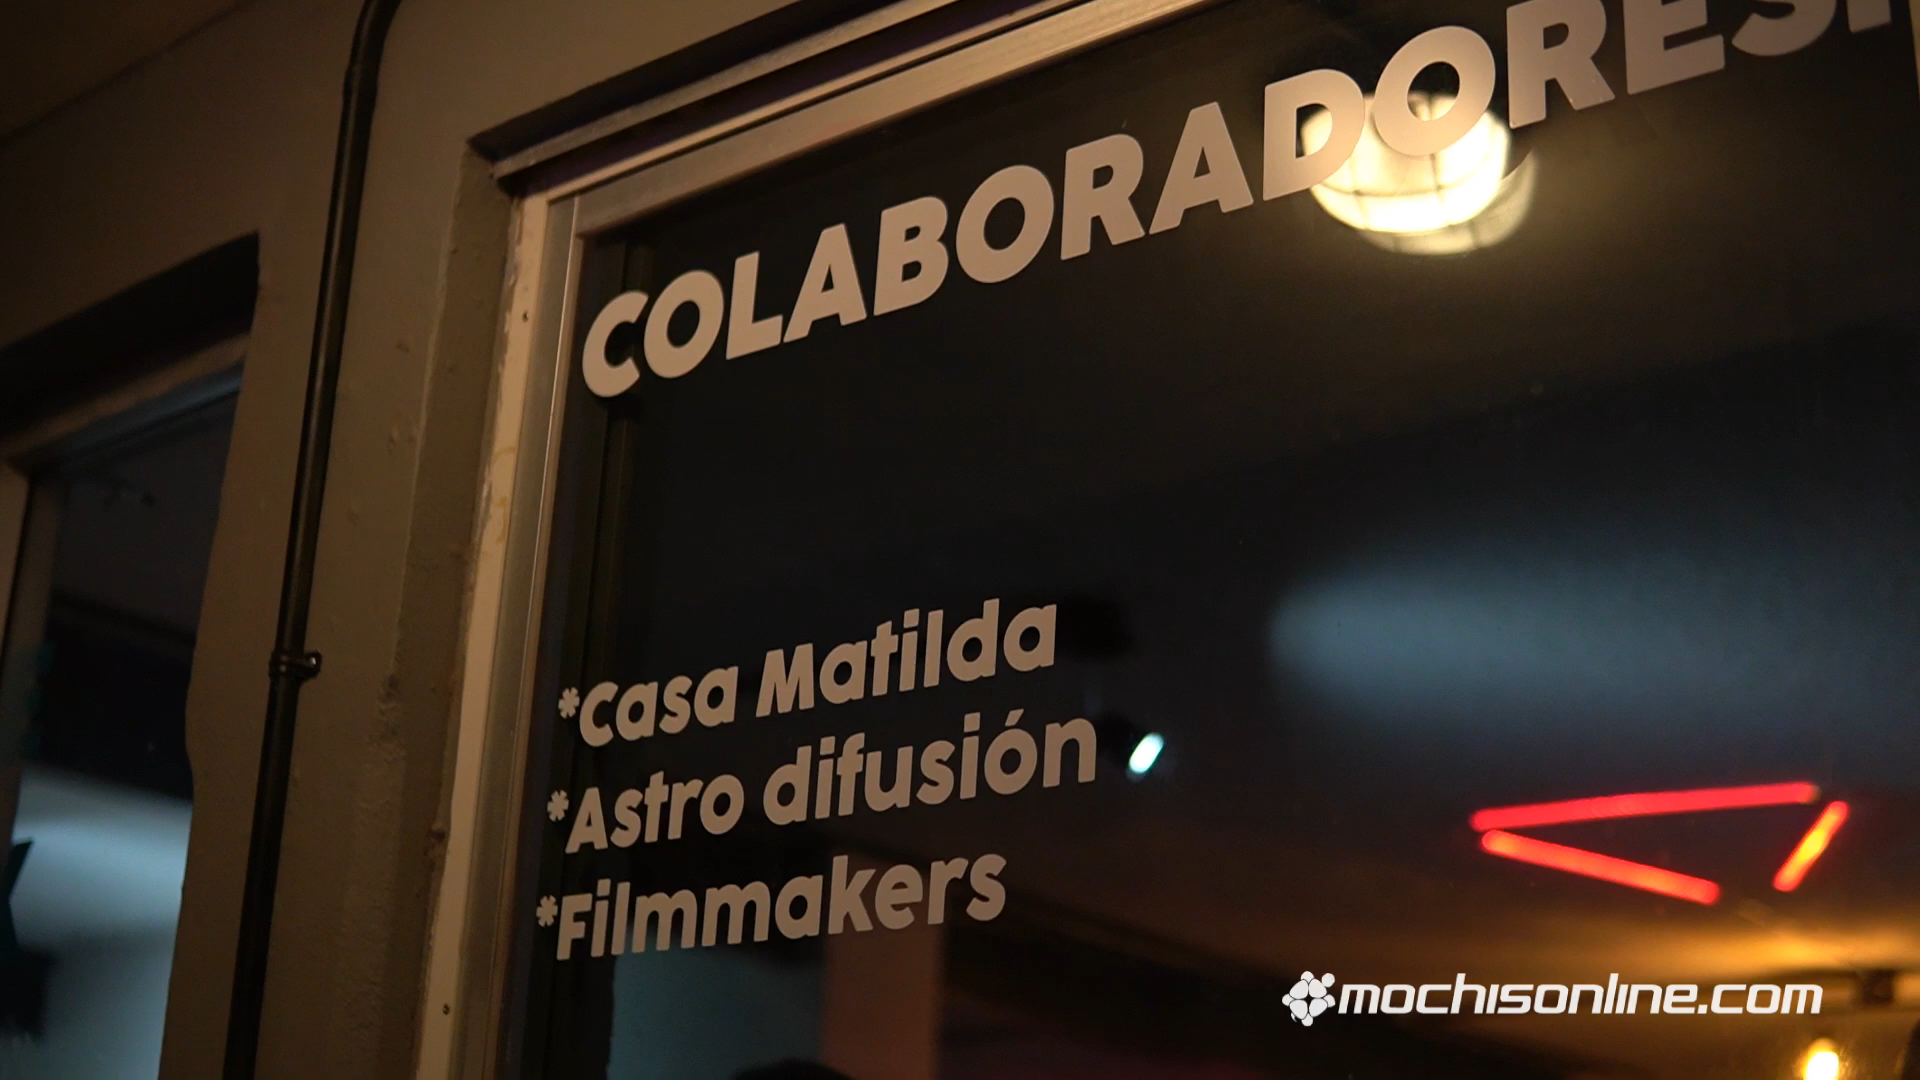 COLABORADORES
*Casa Matilda
*Astro difusión
*Filmmakers
mochisonline.com